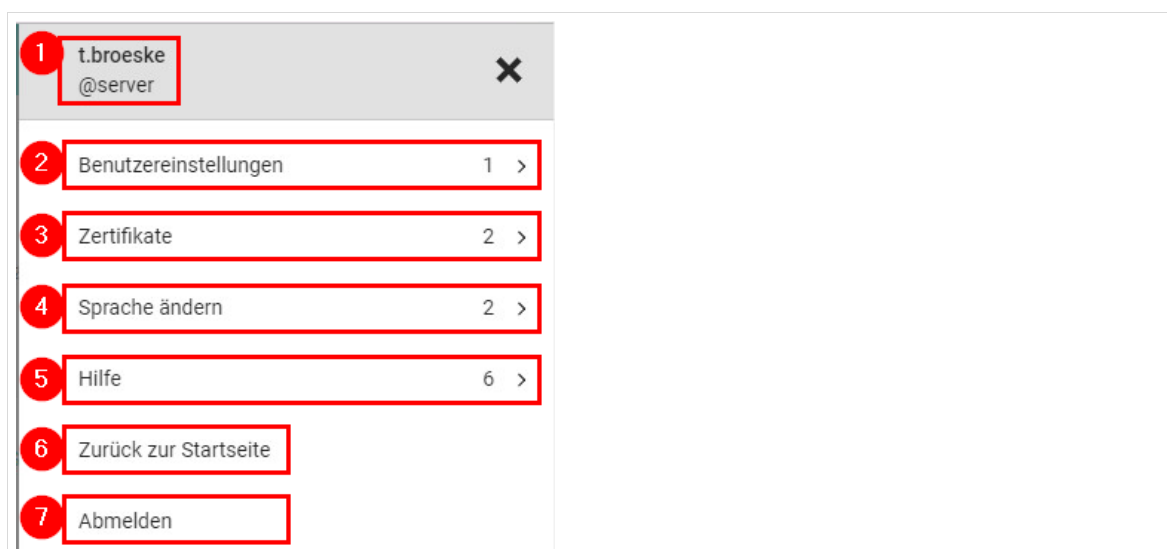 1 t.broeske
@server
2 Benutzereinstellungen 1
3 Zertifikate 2
4 Sprache ändern 2
5 Hilfe 6
6 Zurück zur Startseite
7 Abmelden